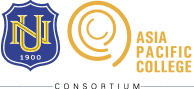 NU
1900
ASIA
PACIFIC
COLLEGE
CONSORTIUM